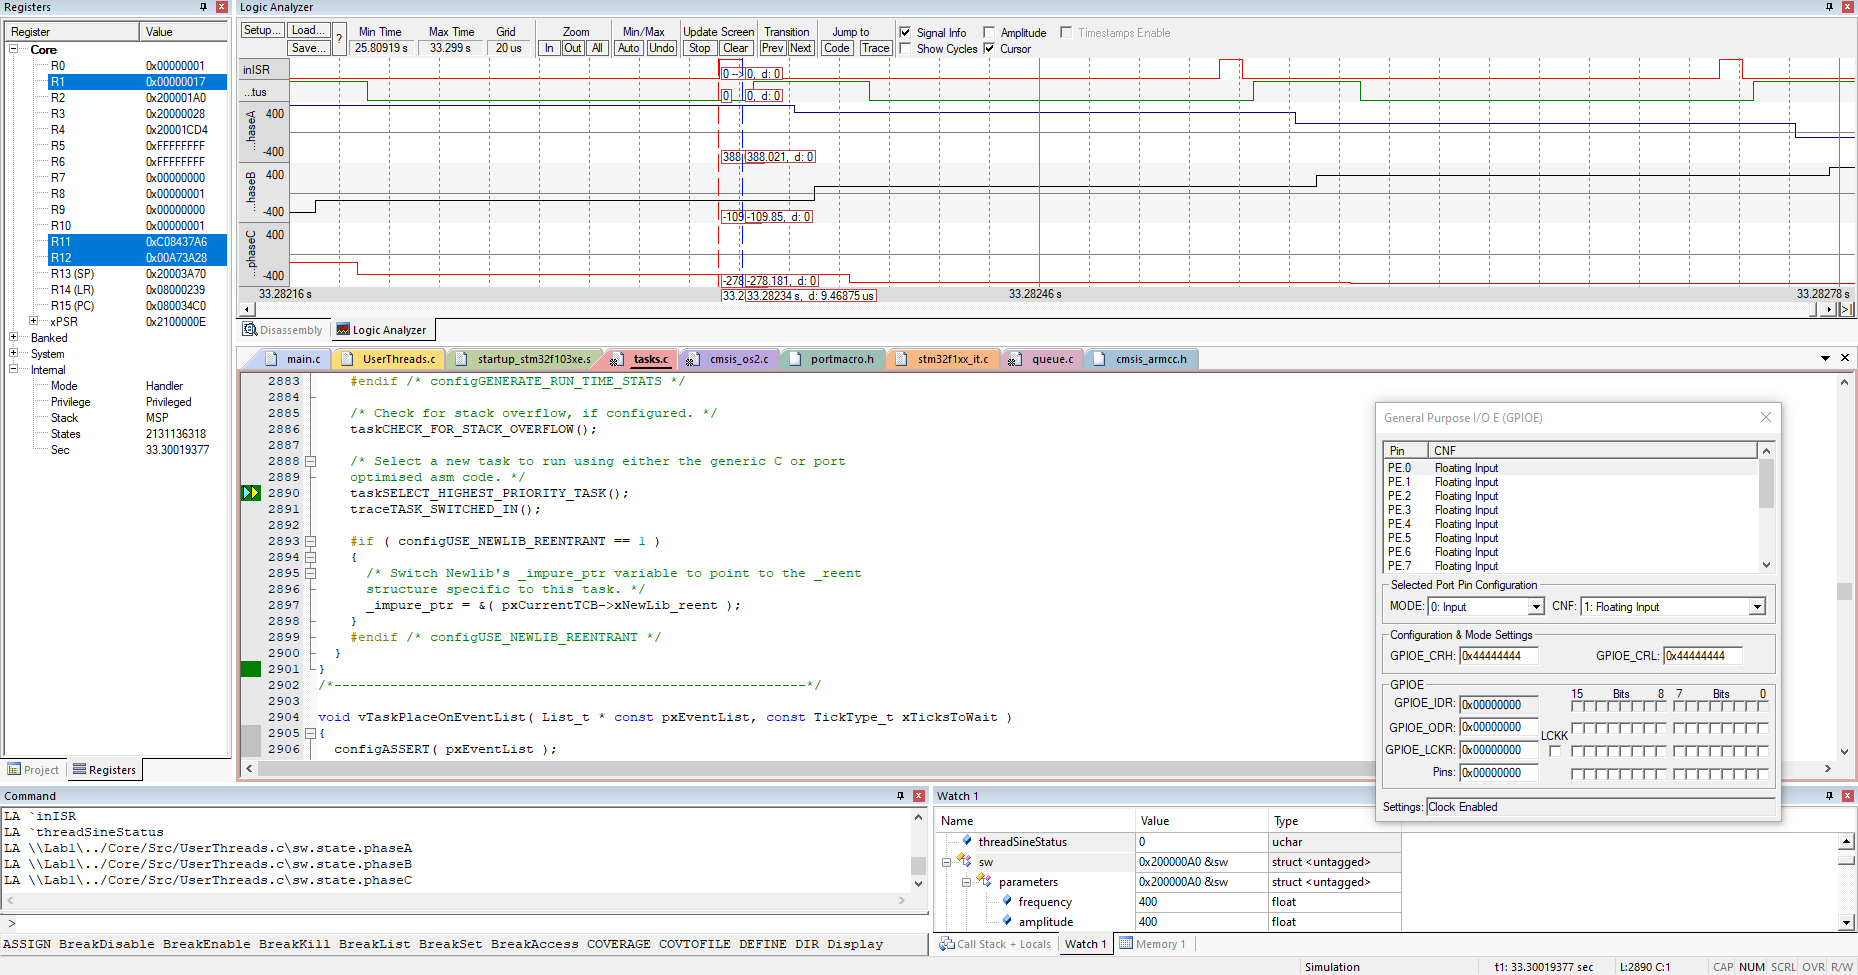 Registers
Register Value
Core
R0 0x00000001
R1 0x00000017
R2 0x200001A0
R3 0x20000028
R4 0x20001CD4
R5 0xFFFFFFFF
R6 0xFFFFFFFF
R7 0x00000000
R8 0x00000001
R9 0x00000000
R10 0x00000001
R11 0xC08437A6
R12 0x00A73A28
R13 (SP) 0x20003A70
R14 (LR) 0x08000239
R15 (PC) 0x080034C0
xPSR 0x2100000E
Banked
System
Internal
Mode Handler
Privilege Privileged
Stack MSP
States 2131136318
Sec 33.30019377
Project Registers
Logic Analyzer
Setup... Load... Save... ?
Min Time Max Time Grid
25.80919 s 33.299 s 20 us
Zoom
In Out All
Min/Max
Auto Undo
Update Screen
Stop Clear
Transition
Prev Next
Jump to
Code Trace
Signal Info Amplitude Timestamps Enable
Show Cycles Cursor
inISR
0 --> 0, d: 0
...tus
0 0, d: 0
...haseA 400 -400
388 388.021, d: 0
...haseB 400 -400
-109 -109.85, d: 0
...phaseC 400 -400
-278 -278.181, d: 0
33.28216 s 33.2 33.28234 s, d: 9.46875 us 33.28246 s 33.28278 s
Disassembly Logic Analyzer
main.c UserThreads.c startup_stm32f103xe.s tasks.c cmsis_os2.c portmacro.h stm32f1xx_it.c queue.c cmsis_armcc.h
2883 #endif /* configGENERATE_RUN_TIME_STATS */
2884
2885 /* Check for stack overflow, if configured. */
2886 taskCHECK_FOR_STACK_OVERFLOW();
2887
2888 /* Select a new task to run using either the generic C or port
2889 optimised asm code. */
2890 taskSELECT_HIGHEST_PRIORITY_TASK();
2891 traceTASK_SWITCHED_IN();
2892
2893 #if ( configUSE_NEWLIB_REENTRANT == 1 )
2894 {
2895 /* Switch Newlib's _impure_ptr variable to point to the _reent
2896 structure specific to this task. */
2897 _impure_ptr = &( pxCurrentTCB->xNewLib_reent );
2898 }
2899 #endif /* configUSE_NEWLIB_REENTRANT */
2900 }
2901 }
2902 /*-----------------------------------------------------------*/
2903
2904 void vTaskPlaceOnEventList( List_t * const pxEventList, const TickType_t xTicksToWait )
2905 {
2906 configASSERT( pxEventList );
General Purpose I/O E (GPIOE)
Pin CNF
PE.0 Floating Input
PE.1 Floating Input
PE.2 Floating Input
PE.3 Floating Input
PE.4 Floating Input
PE.5 Floating Input
PE.6 Floating Input
PE.7 Floating Input
Selected Port Pin Configuration
MODE: 0: Input CNF: 1: Floating Input
Configuration & Mode Settings
GPIOE_CRH: 0x44444444 GPIOE_CRL: 0x44444444
GPIOE
15 Bits 8 7 Bits 0
GPIOE_IDR: 0x00000000
GPIOE_ODR: 0x00000000
LCKK
GPIOE_LCKR: 0x00000000
Pins: 0x00000000
Settings: Clock Enabled
Command
LA `inISR
LA `threadSineStatus
LA \\Lab1\../Core/Src/UserThreads.c\sw.state.phaseA
LA \\Lab1\../Core/Src/UserThreads.c\sw.state.phaseB
LA \\Lab1\../Core/Src/UserThreads.c\sw.state.phaseC
>
ASSIGN BreakDisable BreakEnable BreakKill BreakList BreakSet BreakAccess COVERAGE COVTOFILE DEFINE DIR Display
Watch 1
Name Value Type
threadSineStatus 0 uchar
sw 0x200000A0 &sw struct <untagged>
parameters 0x200000A0 &sw struct <untagged>
frequency 400 float
amplitude 400 float
Call Stack + Locals Watch 1 Memory 1
Simulation t1: 33.30019377 sec L:2890 C:1 CAP NUM SCRL OVR R/W